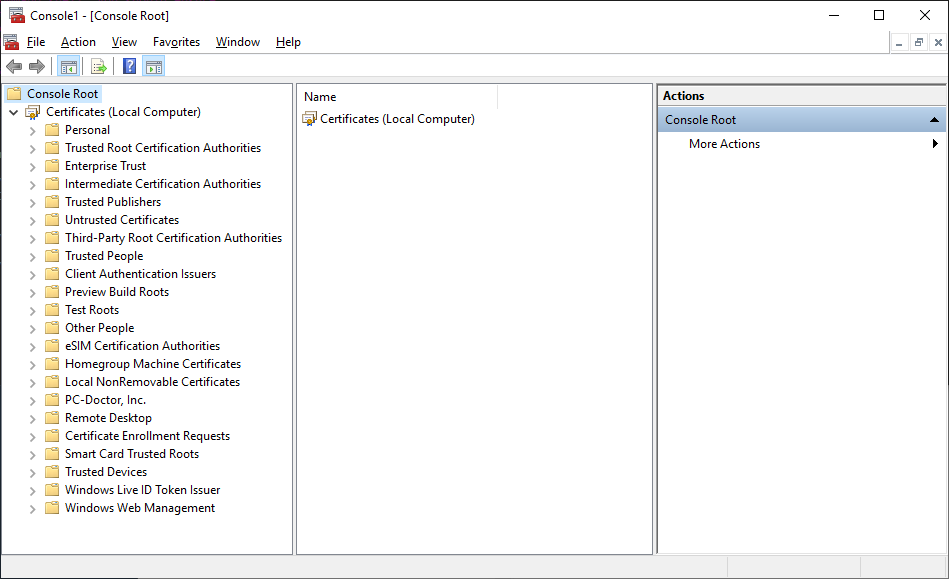 Console1 - [Console Root]
File Action View Favorites Window Help
Console Root
Certificates (Local Computer)
Personal
Trusted Root Certification Authorities
Enterprise Trust
Intermediate Certification Authorities
Trusted Publishers
Untrusted Certificates
Third-Party Root Certification Authorities
Trusted People
Client Authentication Issuers
Preview Build Roots
Test Roots
Other People
eSIM Certification Authorities
Homegroup Machine Certificates
Local NonRemovable Certificates
PC-Doctor, Inc.
Remote Desktop
Certificate Enrollment Requests
Smart Card Trusted Roots
Trusted Devices
Windows Live ID Token Issuer
Windows Web Management
Name
Certificates (Local Computer)
Actions
Console Root
More Actions